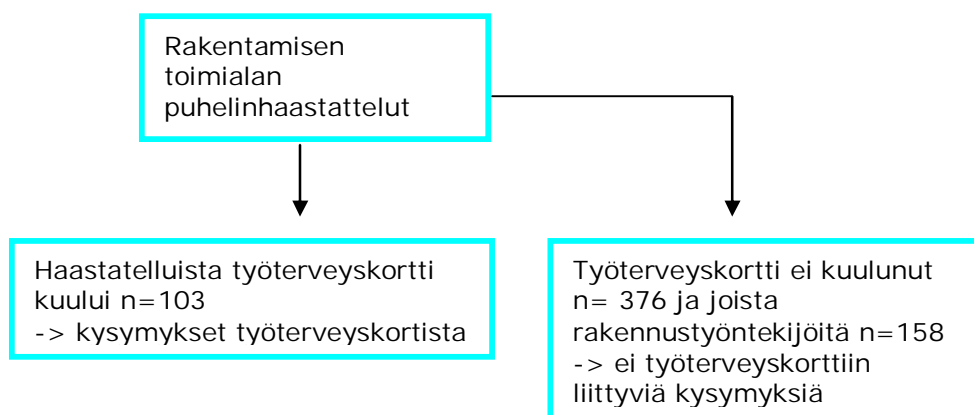 Rakentamisen
toimialan
puhelinhaastattelut
Haastatelluista työterveyskortti
kuului n=103
-> kysymykset työterveyskortista
Työterveyskortti ei kuulunut
n= 376 ja joista
rakennustyöntekijöitä n=158
-> ei työterveyskorttiin
liittyviä kysymyksiä